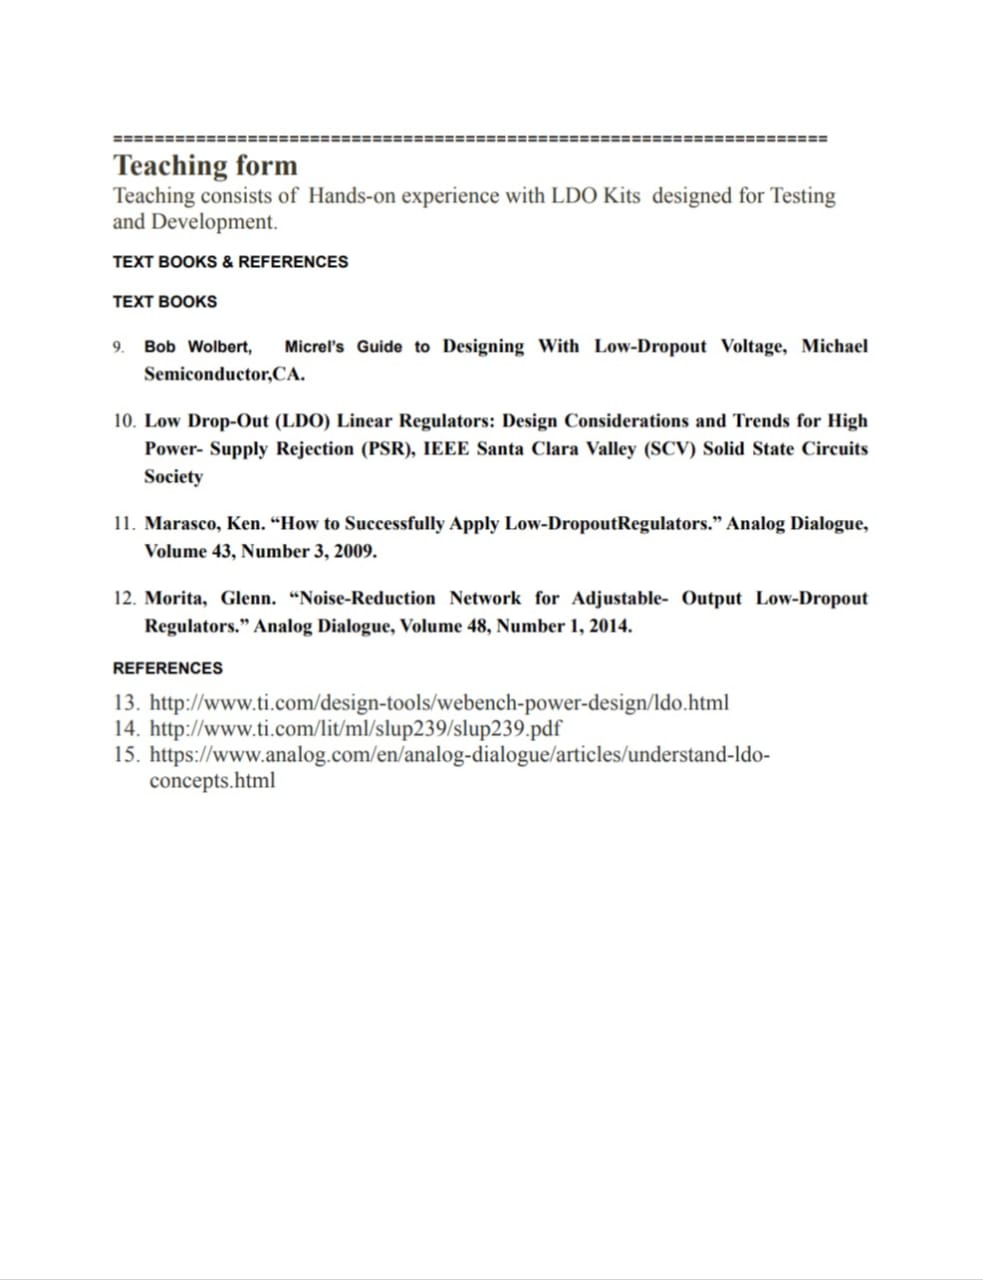 =====================================================================
Teaching form
Teaching consists of Hands-on experience with LDO Kits designed for Testing
and Development.
TEXT BOOKS & REFERENCES
TEXT BOOKS
9. Bob Wolbert, Micrel's Guide to Designing With Low-Dropout Voltage, Michael
Semiconductor,CA.
10. Low Drop-Out (LDO) Linear Regulators: Design Considerations and Trends for High
Power- Supply Rejection (PSR), IEEE Santa Clara Valley (SCV) Solid State Circuits
Society
11. Marasco, Ken. “How to Successfully Apply Low-DropoutRegulators.” Analog Dialogue,
Volume 43, Number 3, 2009.
12. Morita, Glenn. “Noise-Reduction Network for Adjustable- Output Low-Dropout
Regulators.” Analog Dialogue, Volume 48, Number 1, 2014.
REFERENCES
13. http://www.ti.com/design-tools/webench-power-design/ldo.html
14. http://www.ti.com/lit/ml/slup239/slup239.pdf
15. https://www.analog.com/en/analog-dialogue/articles/understand-ldo-
concepts.html